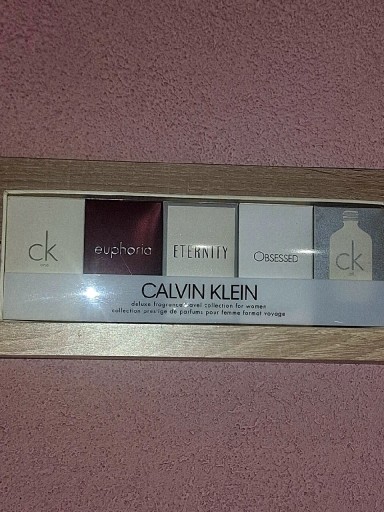 ck
euphoria
ETERNITY
OBSESSED
ck
CALVIN KLEIN
deluxe fragrance travel collection for women
collection prestige de parfums pour femme format voyage